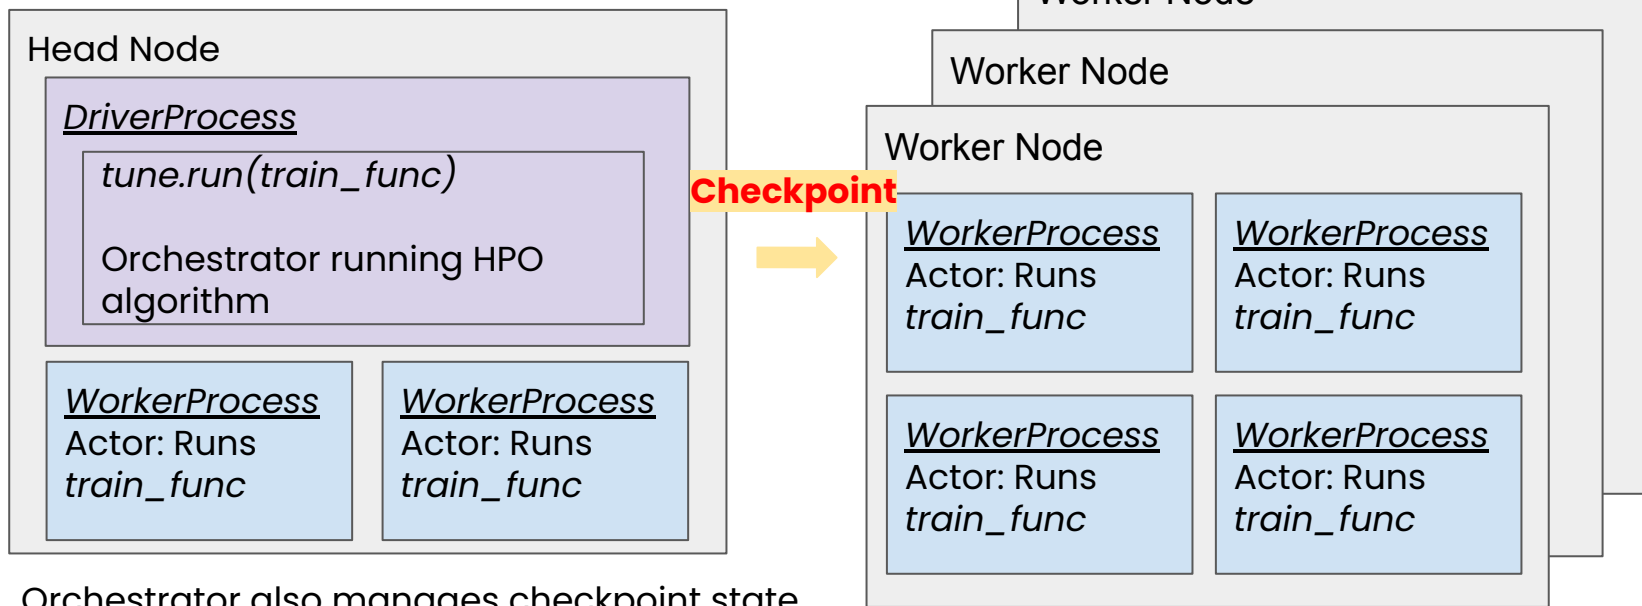 Head Node
DriverProcess
tune.run(train_func)
Orchestrator running HPO
algorithm
WorkerProcess
Actor: Runs
train_func
WorkerProcess
Actor: Runs
train_func
Orchestrator also manages checkpoint state
Checkpoint
Worker Node
Worker Node
Worker Node
WorkerProcess
Actor: Runs
train_func
WorkerProcess
Actor: Runs
train_func
WorkerProcess
Actor: Runs
train_func
WorkerProcess
Actor: Runs
train_func